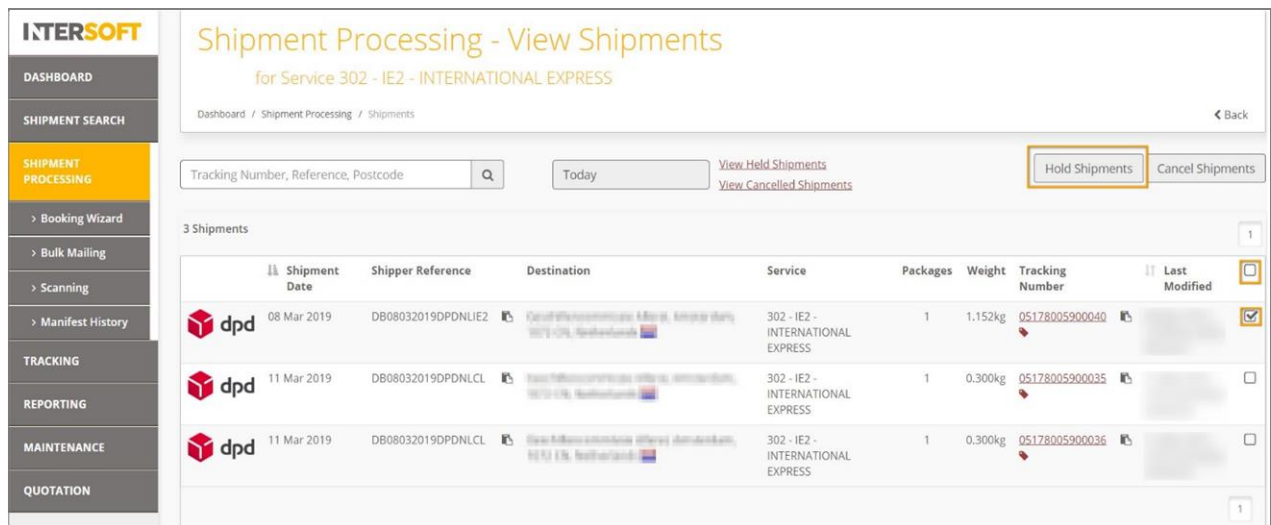 INTERSOFT
DASHBOARD
SHIPMENT SEARCH
SHIPMENT
PROCESSING
> Booking Wizard
> Bulk Mailing
> Scanning
> Manifest History
TRACKING
REPORTING
MAINTENANCE
QUOTATION
Shipment Processing - View Shipments
for Service 302 - IE2 - INTERNATIONAL EXPRESS
Dashboard / Shipment Processing / Shipments
Back
Tracking Number, Reference, Postcode
Today
View Held Shipments
View Cancelled Shipments
Hold Shipments
Cancel Shipments
3 Shipments
1
Shipment Date
Shipper Reference
Destination
Service
Packages
Weight
Tracking Number
Last Modified
dpd
08 Mar 2019
DB08032019DPDNLIE2
302 - IE2 -
INTERNATIONAL
EXPRESS
1
1.152kg
05178005900040
dpd
11 Mar 2019
DB08032019DPDNLCL
302 - IE2 -
INTERNATIONAL
EXPRESS
1
0.300kg
05178005900035
dpd
11 Mar 2019
DB08032019DPDNLCL
302 - IE2 -
INTERNATIONAL
EXPRESS
1
0.300kg
05178005900036
1